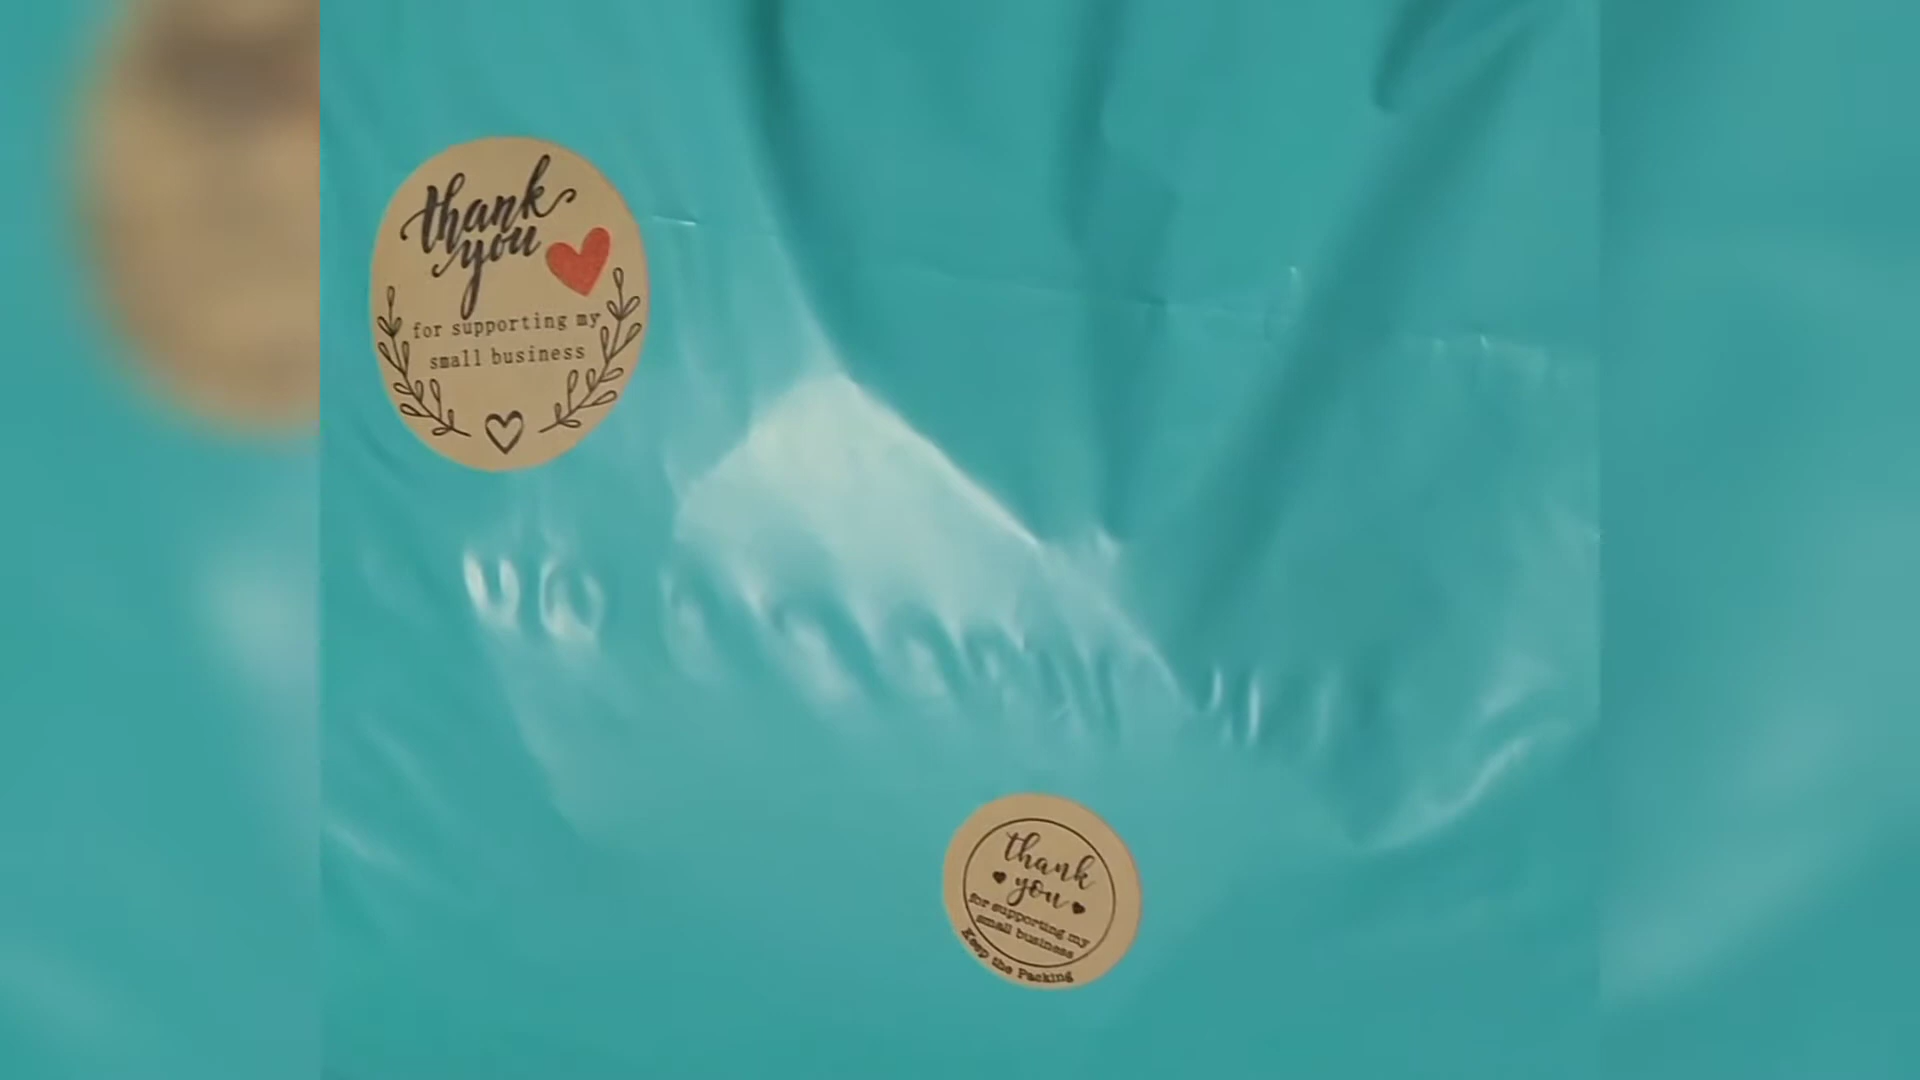 thank
you
for supporting my
small business
thank
you
for supporting my
small business
Keep the Packing